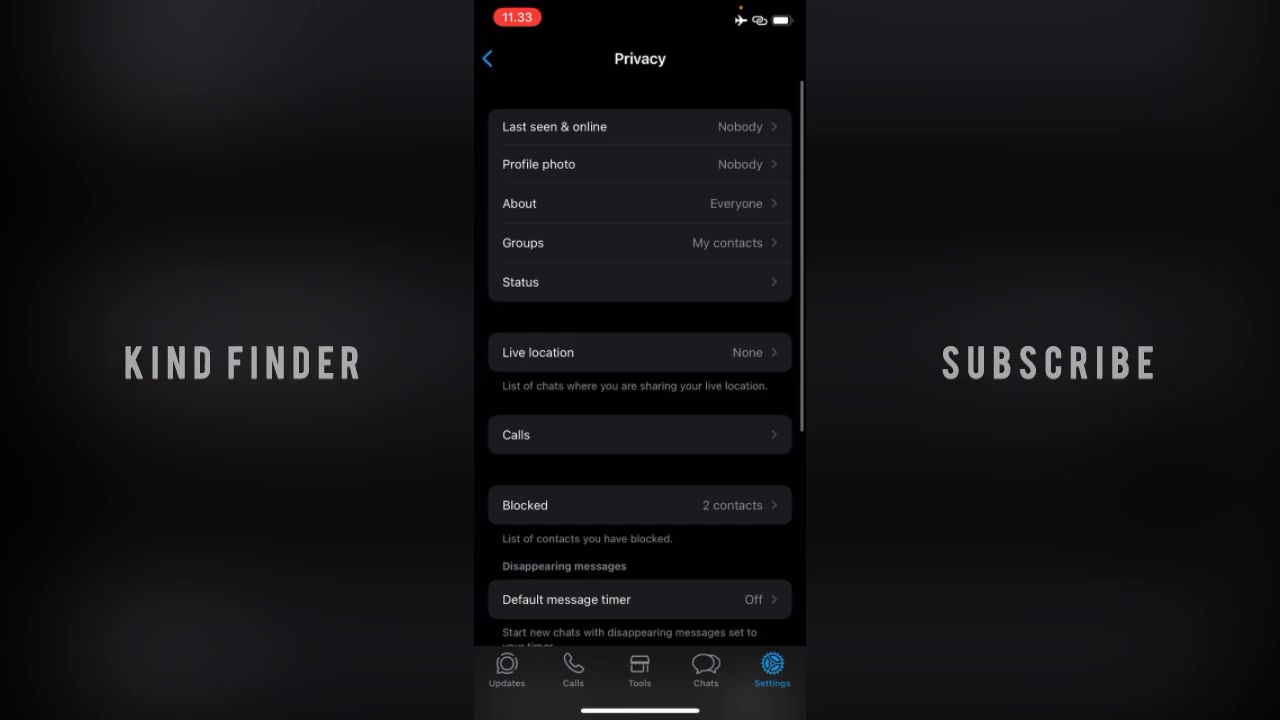 11.33
Privacy
Last seen & online Nobody
Profile photo Nobody
About Everyone
Groups My contacts
Status
KIND FINDER
SUBSCRIBE
Live location None
List of chats where you are sharing your live location.
Calls
Blocked 2 contacts
List of contacts you have blocked.
Disappearing messages
Default message timer Off
Start new chats with disappearing messages set to
your timer
Updates Calls Tools Chats Settings